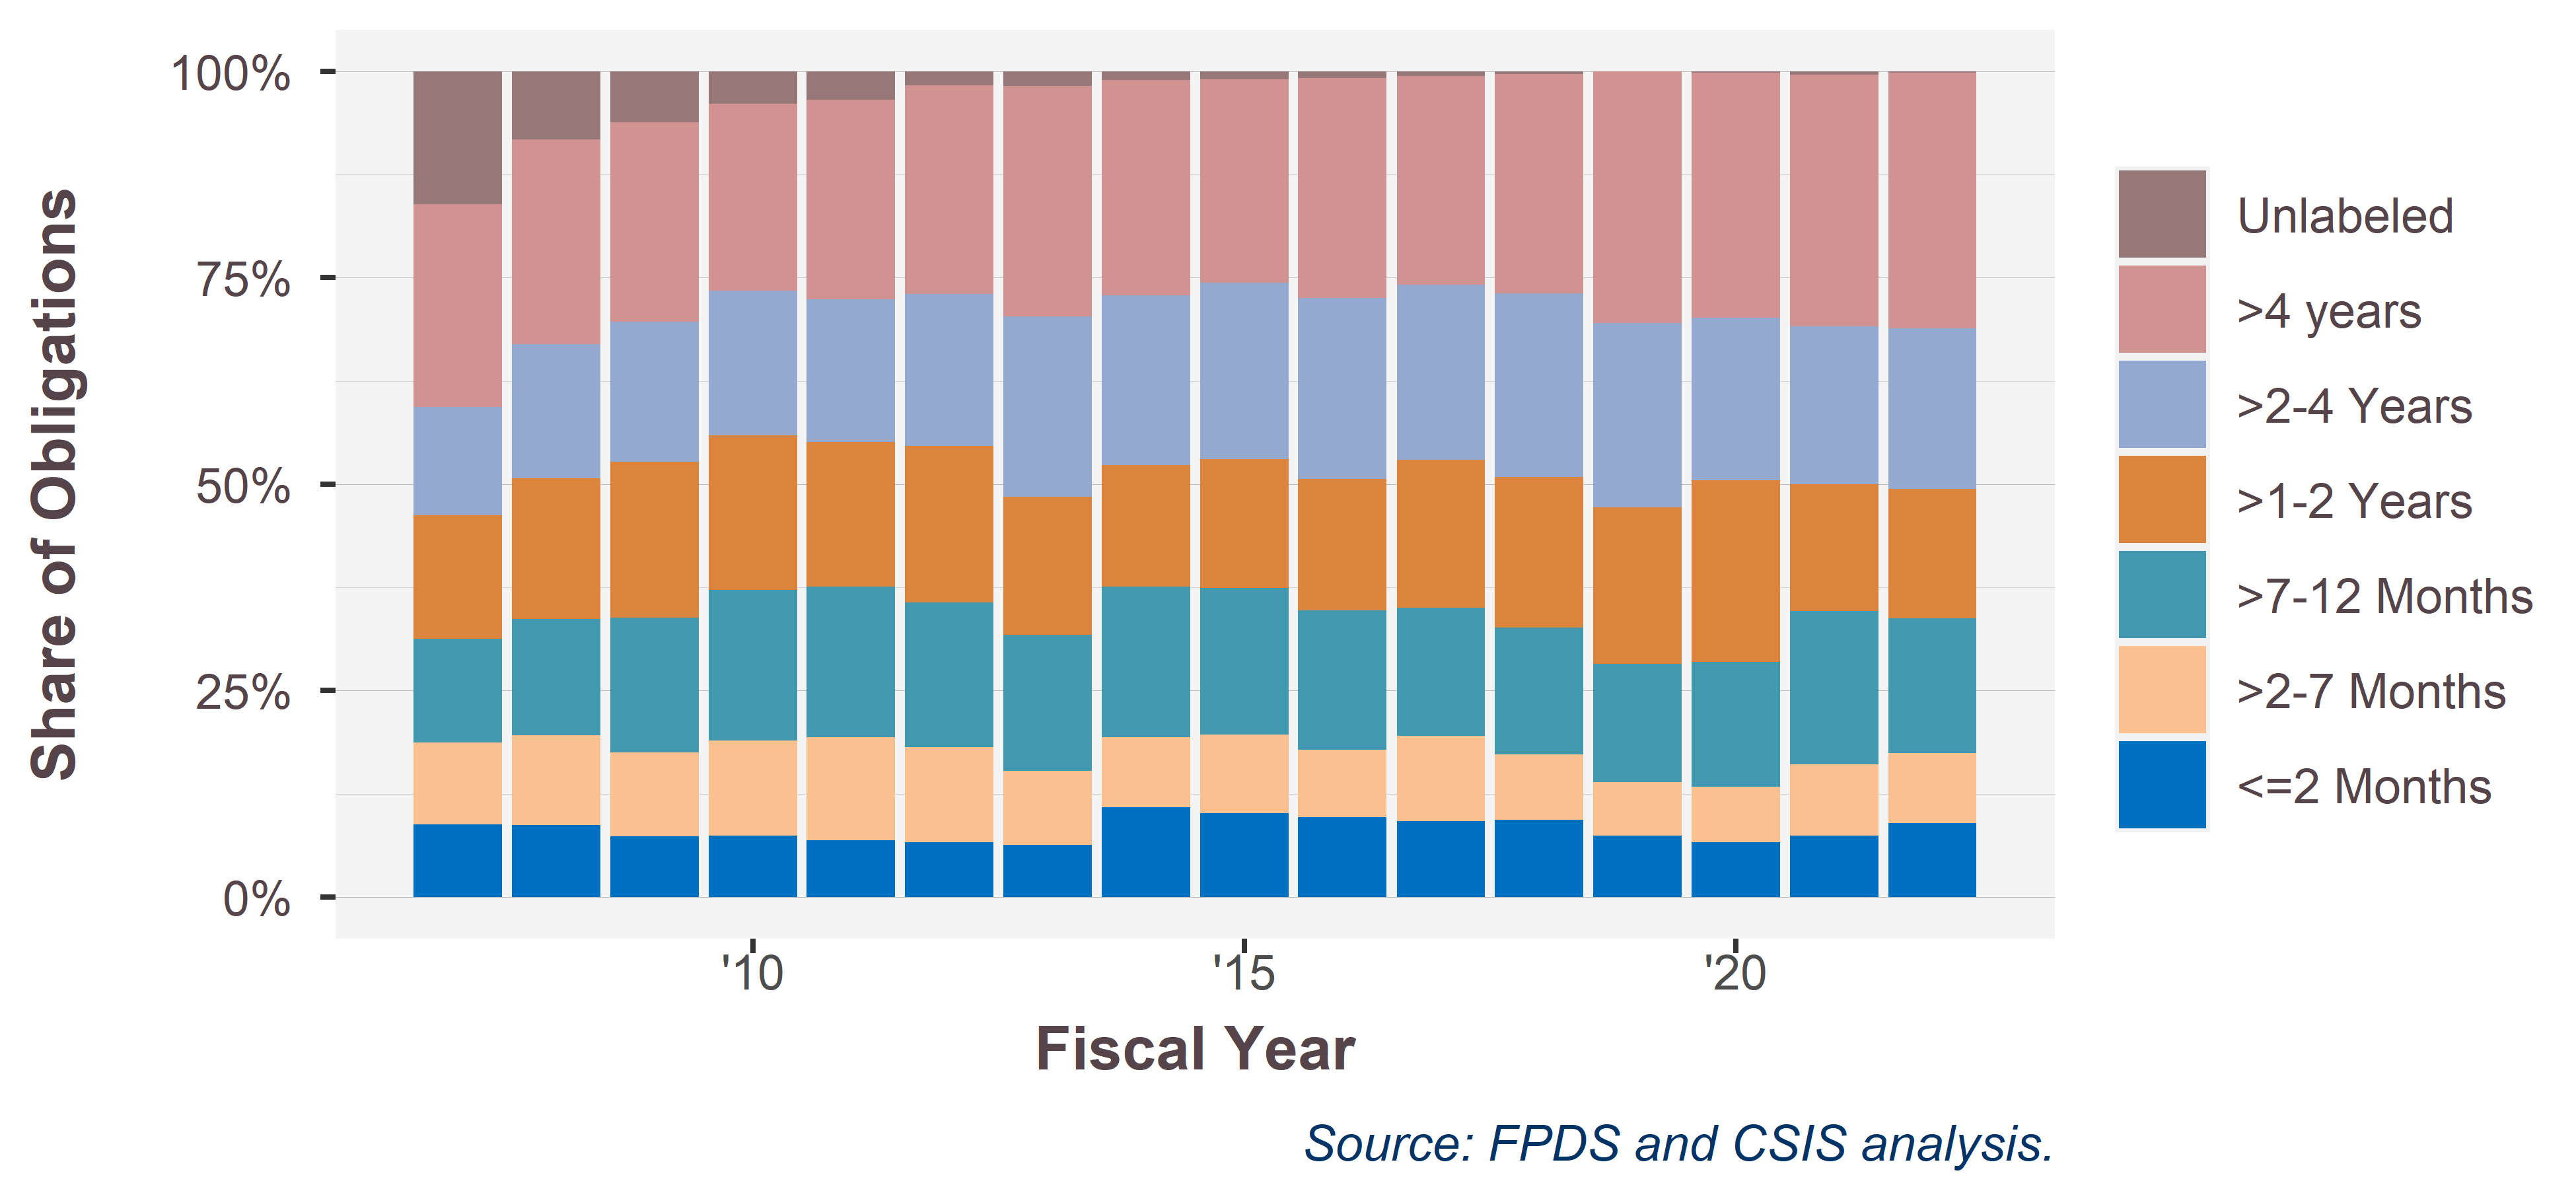 Share of Obligations
100%
75%
50%
25%
0%
'10
'15
'20
Fiscal Year
Unlabeled
>4 years
>2-4 Years
>1-2 Years
>7-12 Months
>2-7 Months
<=2 Months
Source: FPDS and CSIS analysis.